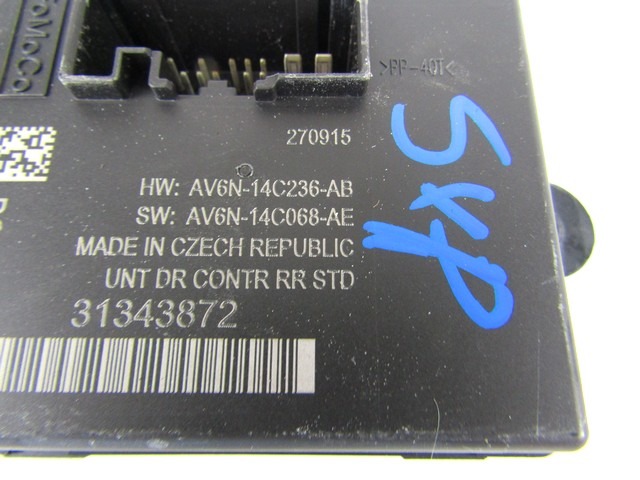 FoMoCo
>PP-40T<
270915
HW: AV6N-14C236-AB
SW: AV6N-14C068-AE
MADE IN CZECH REPUBLIC
UNT DR CONTR RR STD
31343872